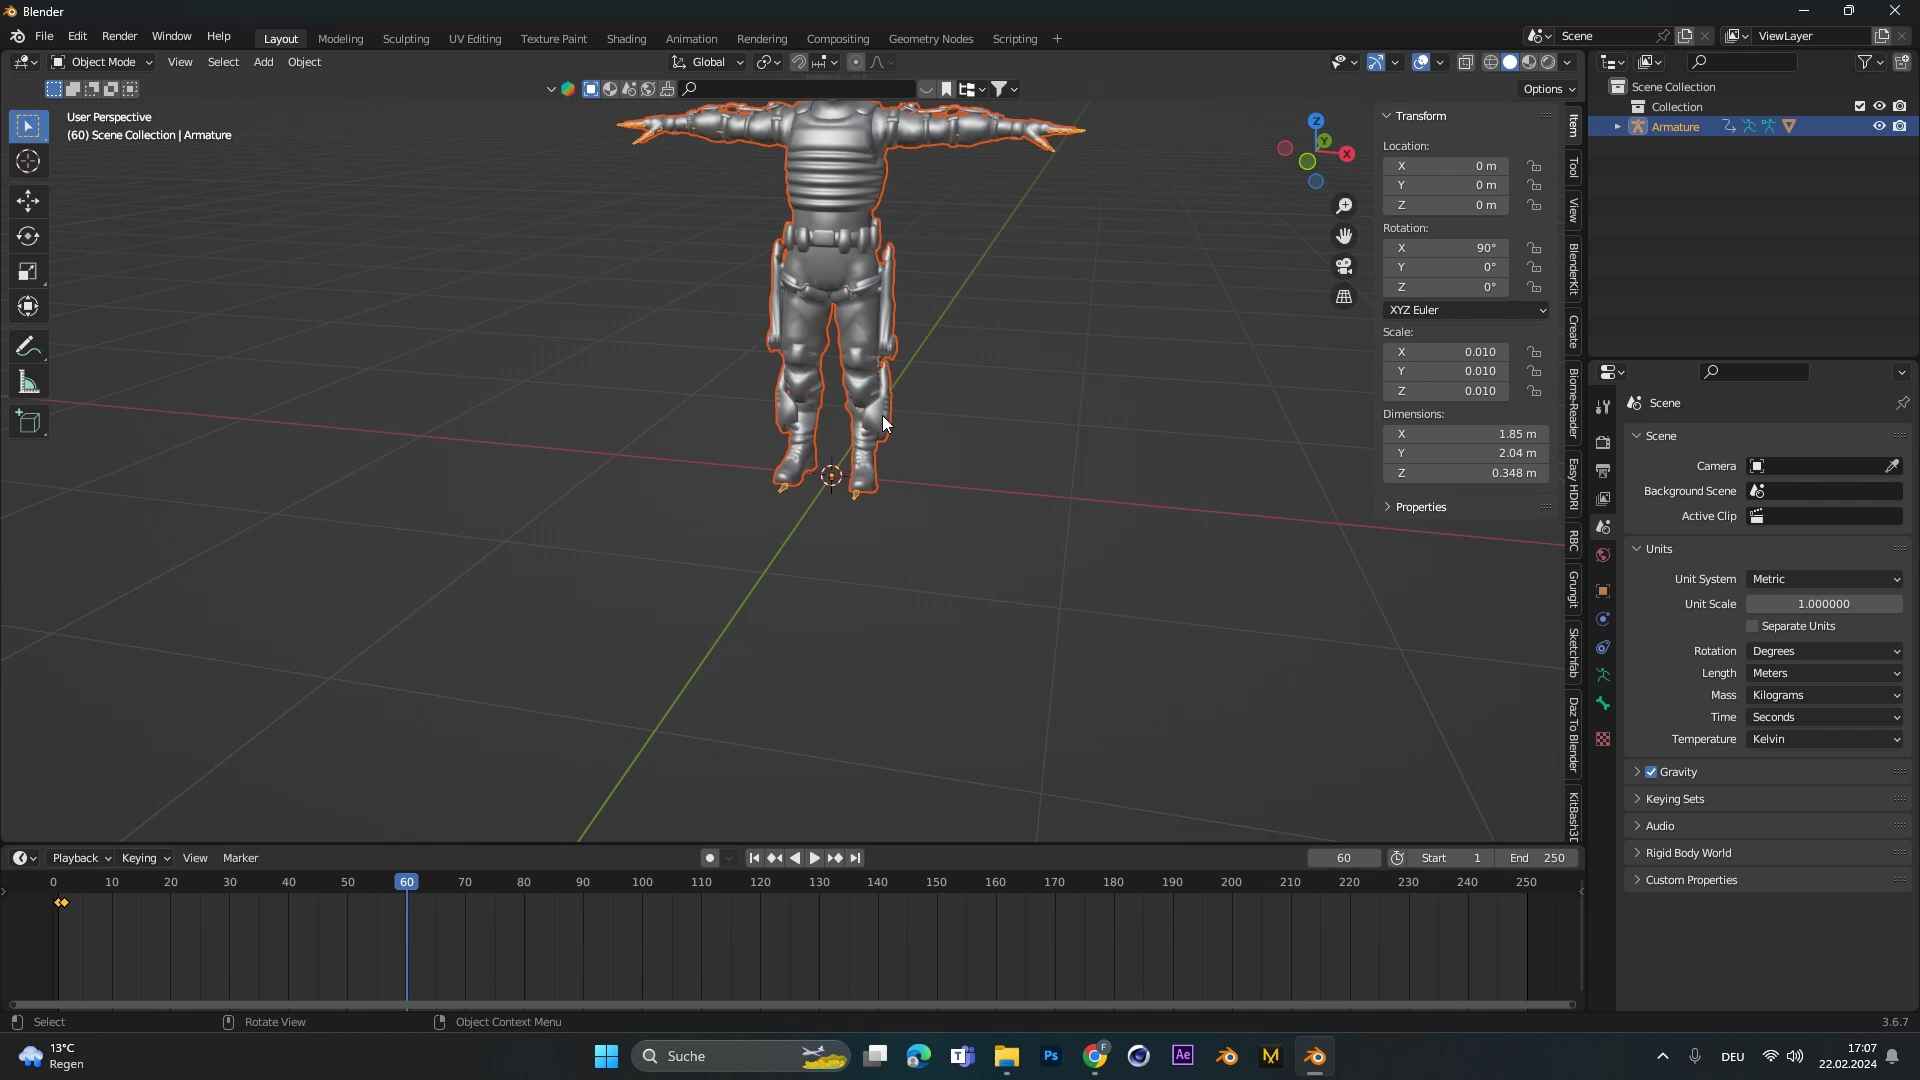 Blender
File Edit Render Window Help
Layout Modeling Sculpting UV Editing Texture Paint Shading Animation Rendering Compositing Geometry Nodes Scripting +
Scene
ViewLayer
Object Mode View Select Add Object
Global
Options
User Perspective
(60) Scene Collection | Armature
Z
Y
X
Transform
Location:
X 0 m
Y 0 m
Z 0 m
Rotation:
X 90°
Y 0°
Z 0°
XYZ Euler
Scale:
X 0.010
Y 0.010
Z 0.010
Dimensions:
X 1.85 m
Y 2.04 m
Z 0.348 m
Properties
Item
Tool
View
BlenderKit
Create
Biome-Reader
Easy HDRI
RBC
Grungit
Sketchfab
Daz To Blender
KitBash3D
Scene Collection
Collection
Armature
Scene
Scene
Camera
Background Scene
Active Clip
Units
Unit System Metric
Unit Scale 1.000000
Separate Units
Rotation Degrees
Length Meters
Mass Kilograms
Time Seconds
Temperature Kelvin
Gravity
Keying Sets
Audio
Rigid Body World
Custom Properties
Playback Keying View Marker
60 Start 1 End 250
0 10 20 30 40 50 60 70 80 90 100 110 120 130 140 150 160 170 180 190 200 210 220 230 240 250
Select Rotate View Object Context Menu
3.6.7
13°C
Regen
Suche
Ps
F
Ae
M
DEU
17:07
22.02.2024